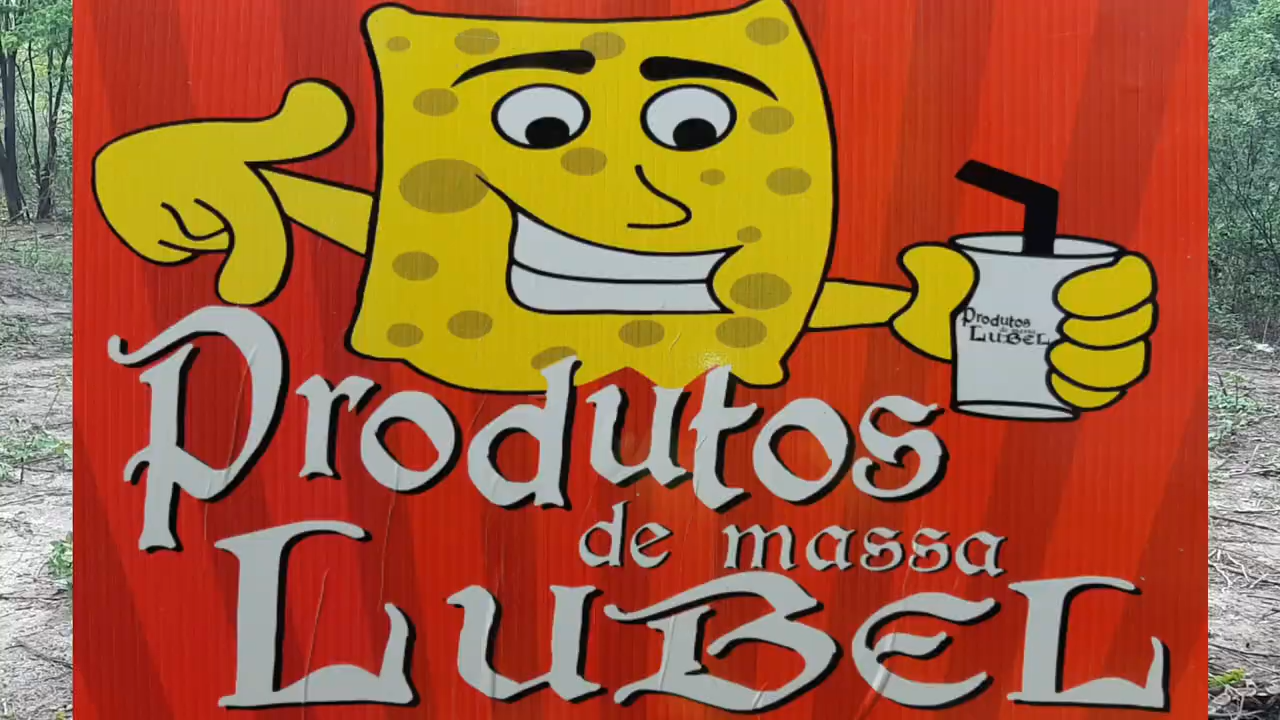 Produtos
de massa
LUBEL
Produtos
de massa
LUBEL